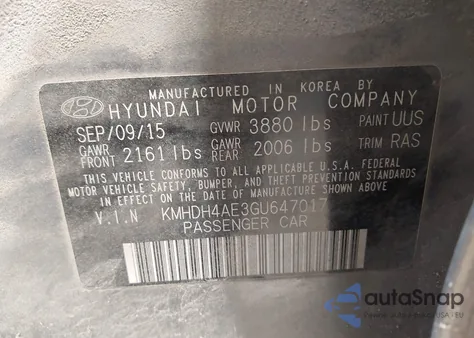 MANUFACTURED IN KOREA BY
HYUNDAI MOTOR COMPANY
SEP/09/15 GVWR 3880 lbs PAINT UUS
GAWR FRONT 2161 lbs GAWR REAR 2006 lbs TRIM RAS
THIS VEHICLE CONFORMS TO ALL APPLICABLE U.S.A. FEDERAL
MOTOR VEHICLE SAFETY, BUMPER, AND THEFT PREVENTION STANDARDS
IN EFFECT ON THE DATE OF MANUFACTURE SHOWN ABOVE.
V.I.N KMHDH4AE3GU647017
PASSENGER CAR
autoSnap